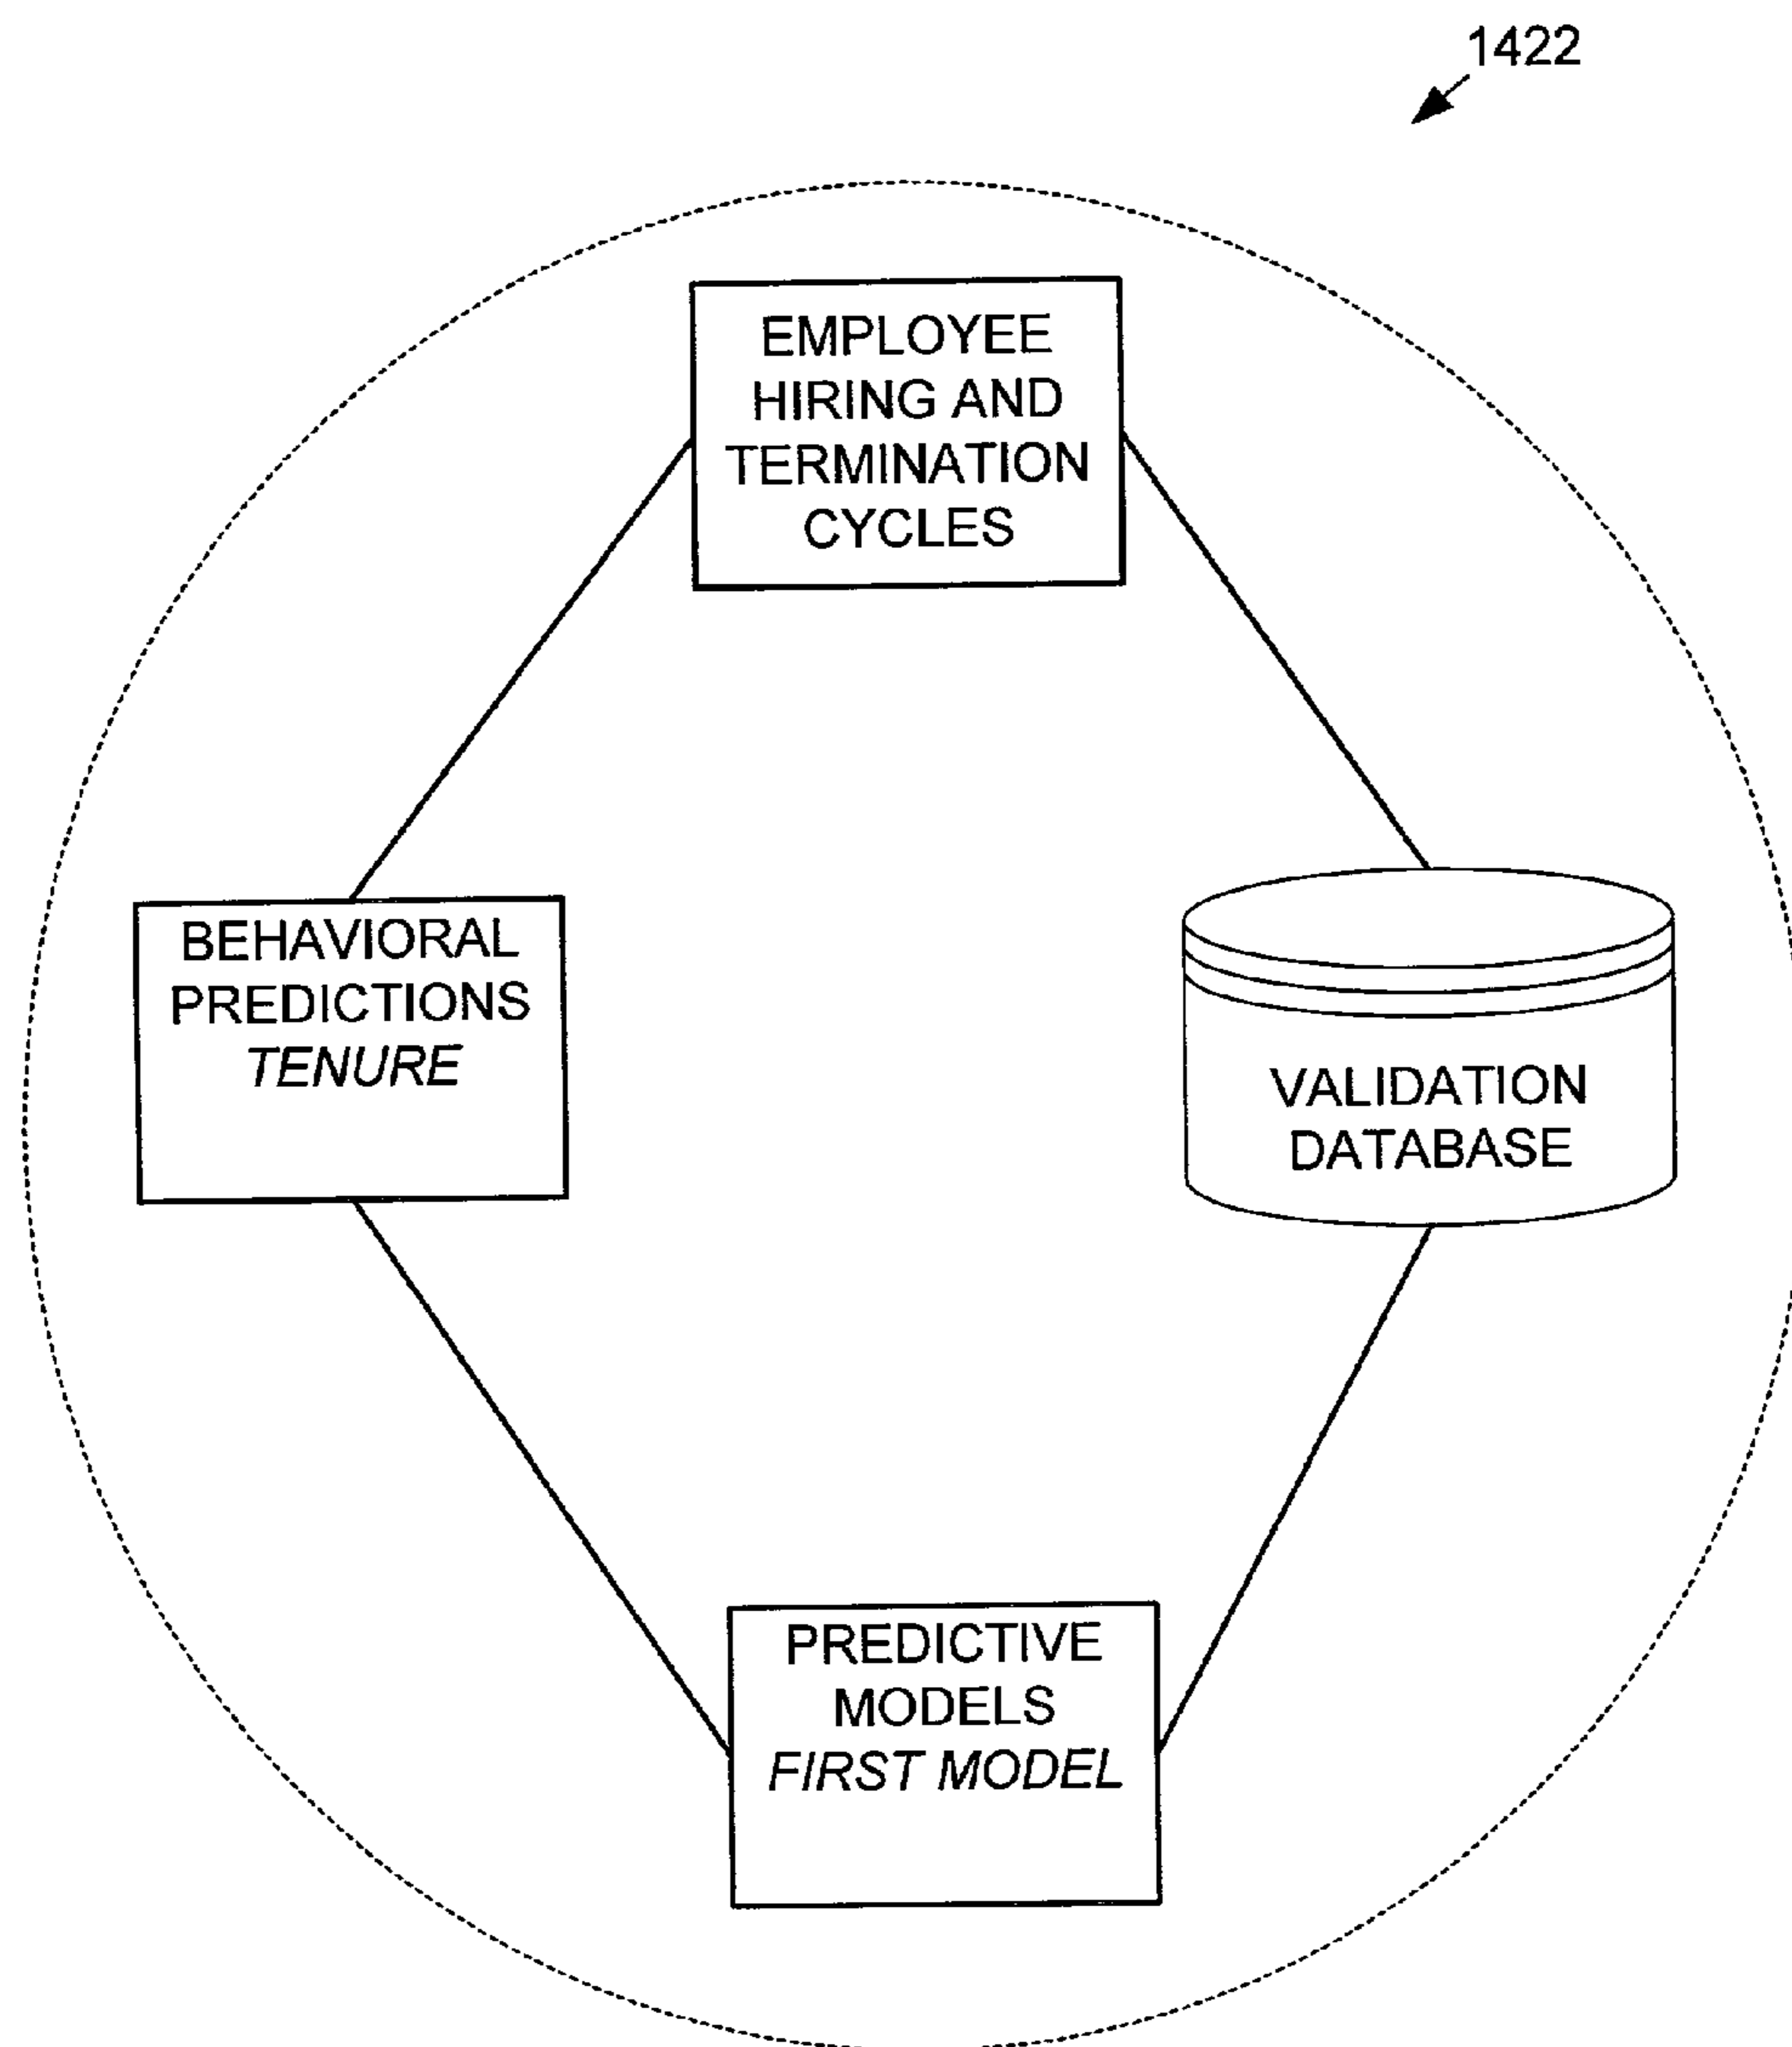 1422
EMPLOYEE
HIRING AND
TERMINATION
CYCLES
BEHAVIORAL
PREDICTIONS
TENURE
VALIDATION
DATABASE
PREDICTIVE
MODELS
FIRST MODEL